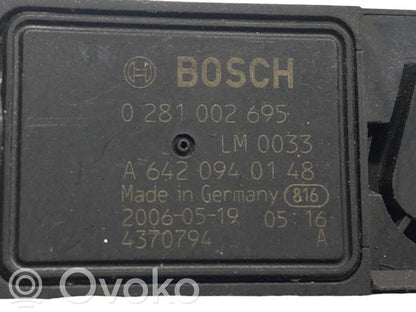 BOSCH
0 281 002 695
LM 0033
A 642 094 01 48
Made in Germany 816
2006-05-19 05:16
4370794 A
© Ovoko
© Ovoko